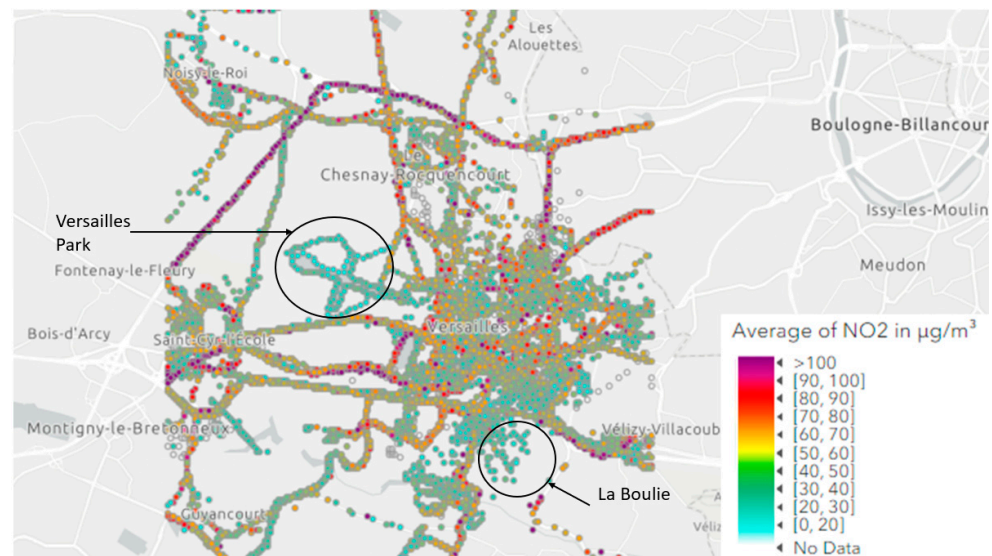 Les
Alouettes
Noisy-le-Roi
Boulogne-Billancour
Le
Chesnay-Rocquencourt
Issy-les-Moulin
Versailles
Park
Fontenay-le-Fleury
Meudon
Bois-d'Arcy
Saint-Cyr-l'École
Versailles
Montigny-le-Bretonneux
Vélizy-Villacoub
La Boulie
Guyancourt
Véliz
Average of NO2 in µg/m³
>100
[90, 100]
[80, 90]
[70, 80]
[60, 70]
[50, 60]
[40, 50]
[30, 40]
[20, 30]
[0, 20]
No Data